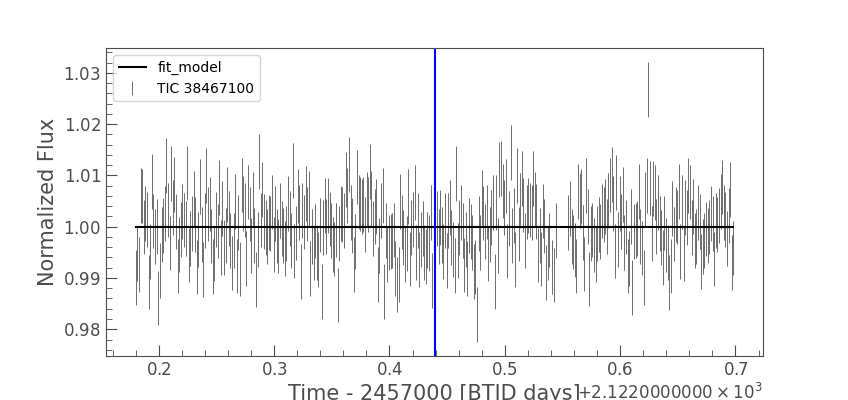 fit_model
TIC 38467100
Normalized Flux
1.03
1.02
1.01
1.00
0.99
0.98
0.2 0.3 0.4 0.5 0.6 0.7
Time - 2457000 [BTJD days]
+2.1220000000 × 10³